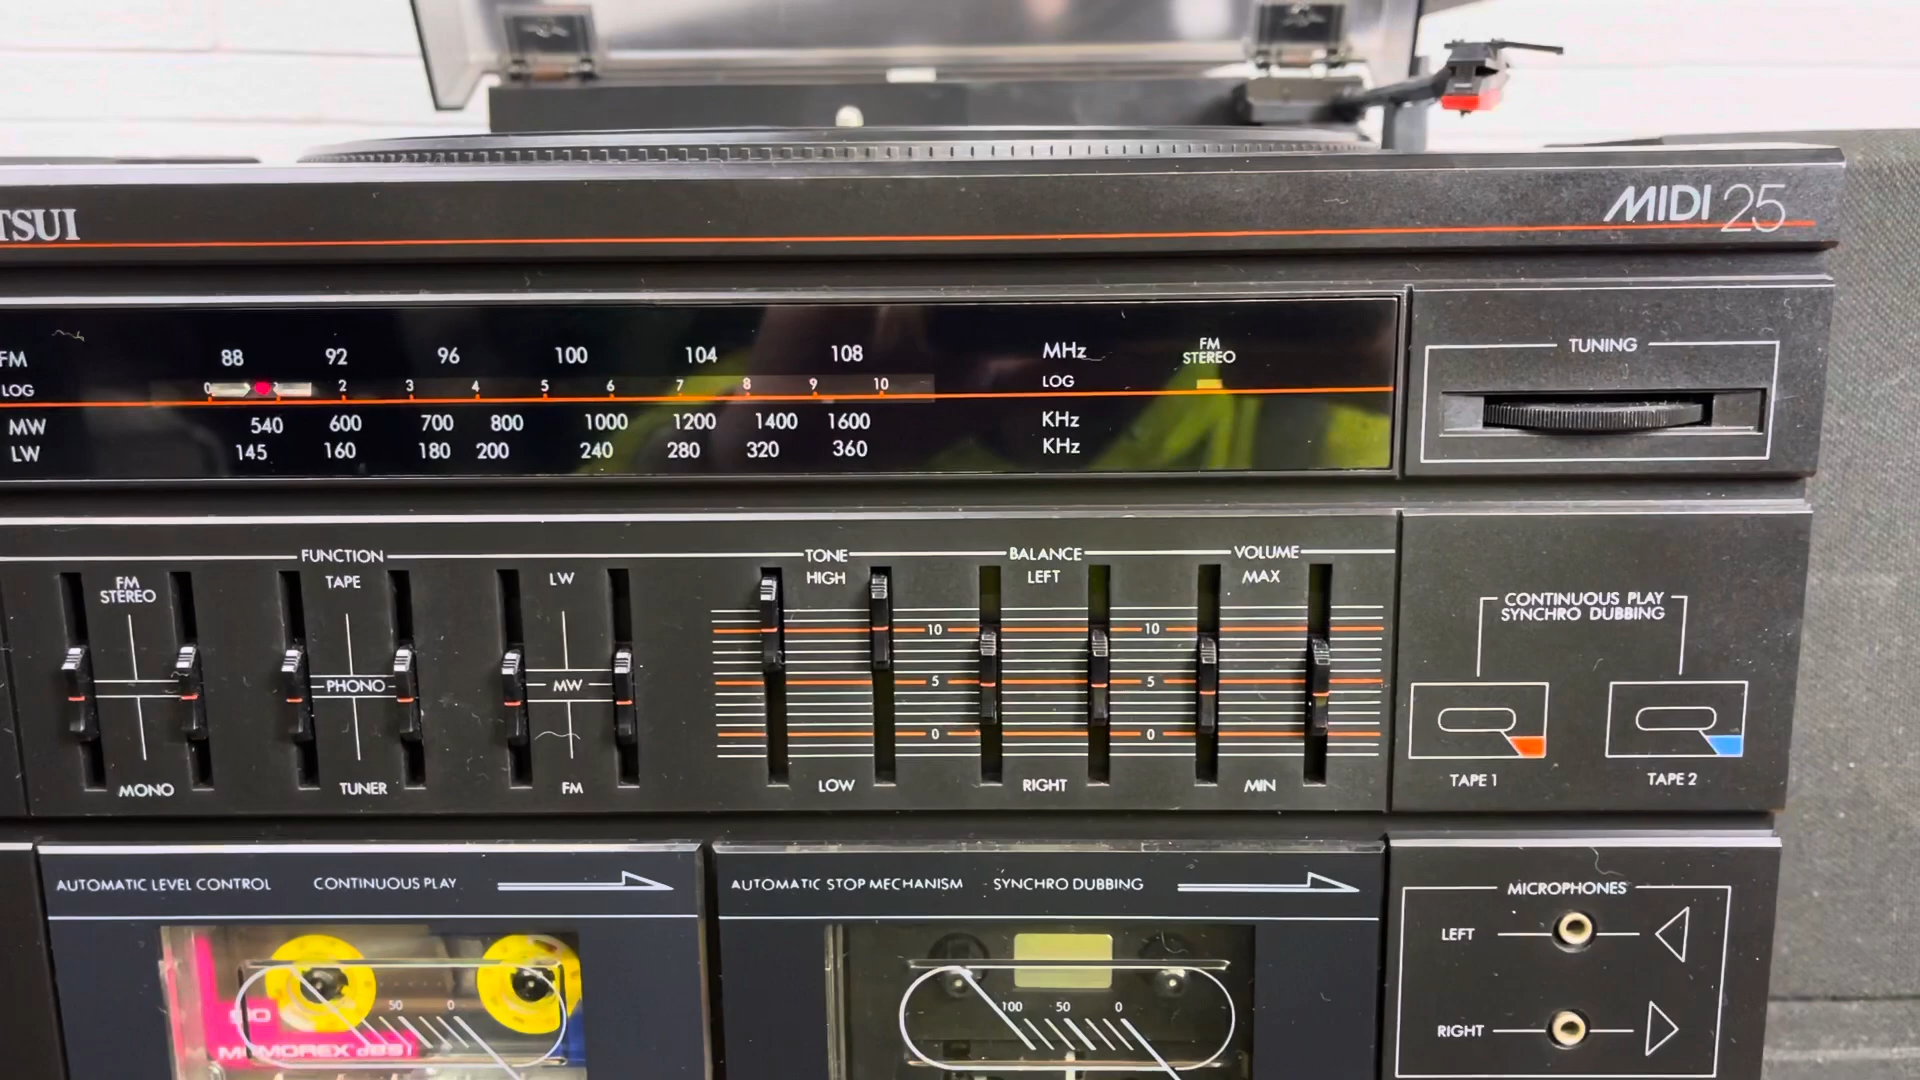 TSUI
MIDI 25
FM 88 92 96 100 104 108 MHz
FM
STEREO
LOG 0 2 3 4 5 6 7 8 9 10 LOG
MW 540 600 700 800 1000 1200 1400 1600 KHz
LW 145 160 180 200 240 280 320 360 KHz
TUNING
FUNCTION
FM
STEREO
MONO
TAPE
PHONO
TUNER
LW
MW
FM
TONE
HIGH
LOW
BALANCE
LEFT
RIGHT
VOLUME
MAX
MIN
10 10
5 5
0 0
CONTINUOUS PLAY
SYNCHRO DUBBING
TAPE 1 TAPE 2
AUTOMATIC LEVEL CONTROL CONTINUOUS PLAY
50 0
MEMOREX dBS
AUTOMATIC STOP MECHANISM SYNCHRO DUBBING
100 50 0
MICROPHONES
LEFT
RIGHT